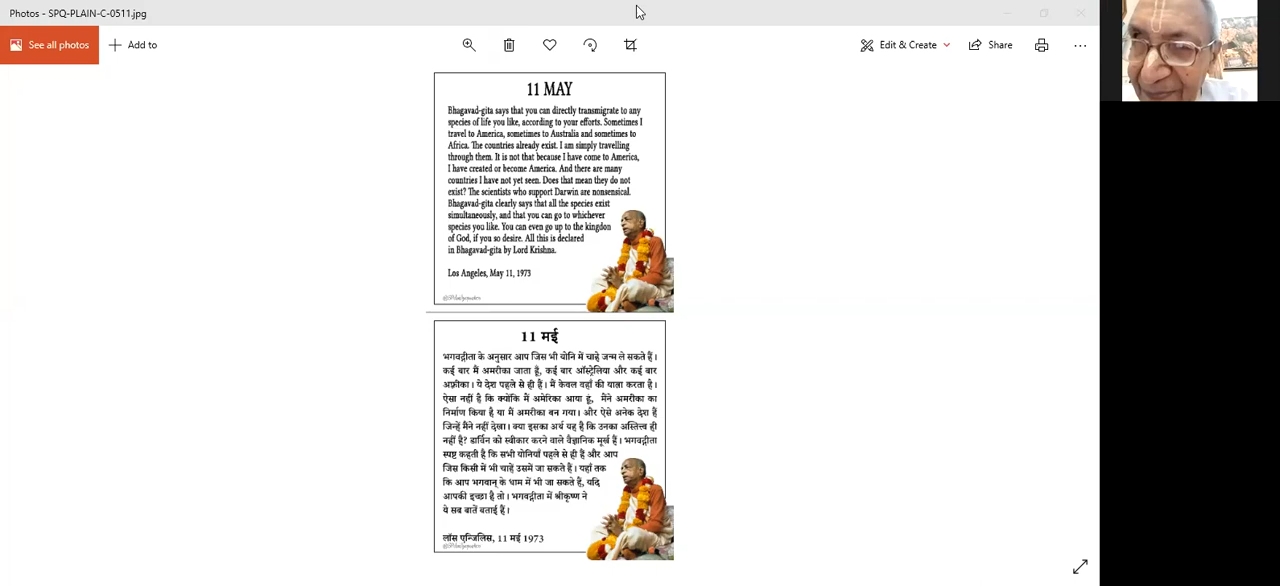 Photos - SPQ-PLAIN-C-0511.jpg
See all photos
Add to
Edit & Create
Share
11 MAY
Bhagavad-gita says that you can directly transmigrate to any
species of life you like, according to your efforts. Sometimes I
travel to America, sometimes to Australia and sometimes to
Africa. The countries already exist. I am simply travelling
through them. It is not that because I have come to America,
I have created or become America. And there are many
countries I have not yet seen. Does that mean they do not
exist? The scientists who support Darwin are nonsensical.
Bhagavad-gita clearly says that all the species exist
simultaneously, and that you can go to whichever
species you like. You can even go up to the kingdom
of God, if you so desire. All this is declared
in Bhagavad-gita by Lord Krishna.
Los Angeles, May 11, 1973
11 मई
भगवद्गीता के अनुसार आप जिस भी योनि में चाहे जन्म ले सकते हैं।
कई बार मैं अमरीका जाता हूँ, कई बार ऑस्ट्रेलिया और कई बार
अफ़्रीका। ये देश पहले से ही हैं। मैं केवल वहाँ की यात्रा करता है।
ऐसा नहीं है कि क्योंकि मैं अमेरिका आया हूं, मैंने अमरीका का
निर्माण किया है या मैं अमरीका बन गया। और ऐसे अनेक देश हैं
जिन्हें मैंने नहीं देखा। क्या इसका अर्थ यह है कि उनका अस्तित्व ही
नहीं है? डार्विन को स्वीकार करने वाले वैज्ञानिक मूर्ख हैं। भगवद्गीता
स्पष्ट कहती है कि सभी योनियाँ पहले से ही हैं और आप
जिस किसी में भी चाहें उसमें जा सकते हैं। यहाँ तक
कि आप भगवान् के धाम में भी जा सकते हैं, यदि
आपकी इच्छा है तो। भगवद्गीता में श्रीकृष्ण ने
ये सब बातें बताई हैं।
लॉस एन्जिलिस, 11 मई 1973